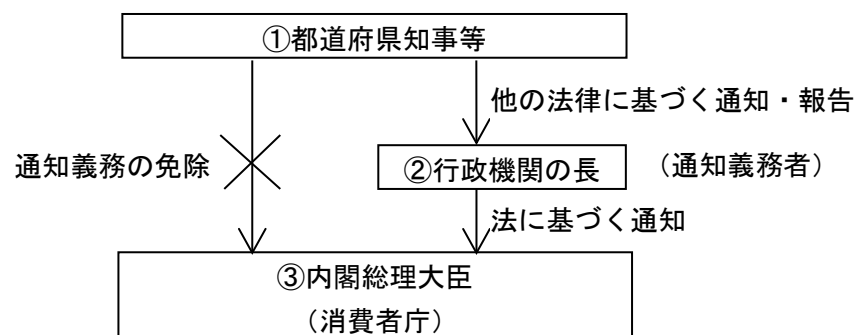 ①都道府県知事等
他の法律に基づく通知・報告
通知義務の免除
②行政機関の長
（通知義務者）
法に基づく通知
③内閣総理大臣
（消費者庁）